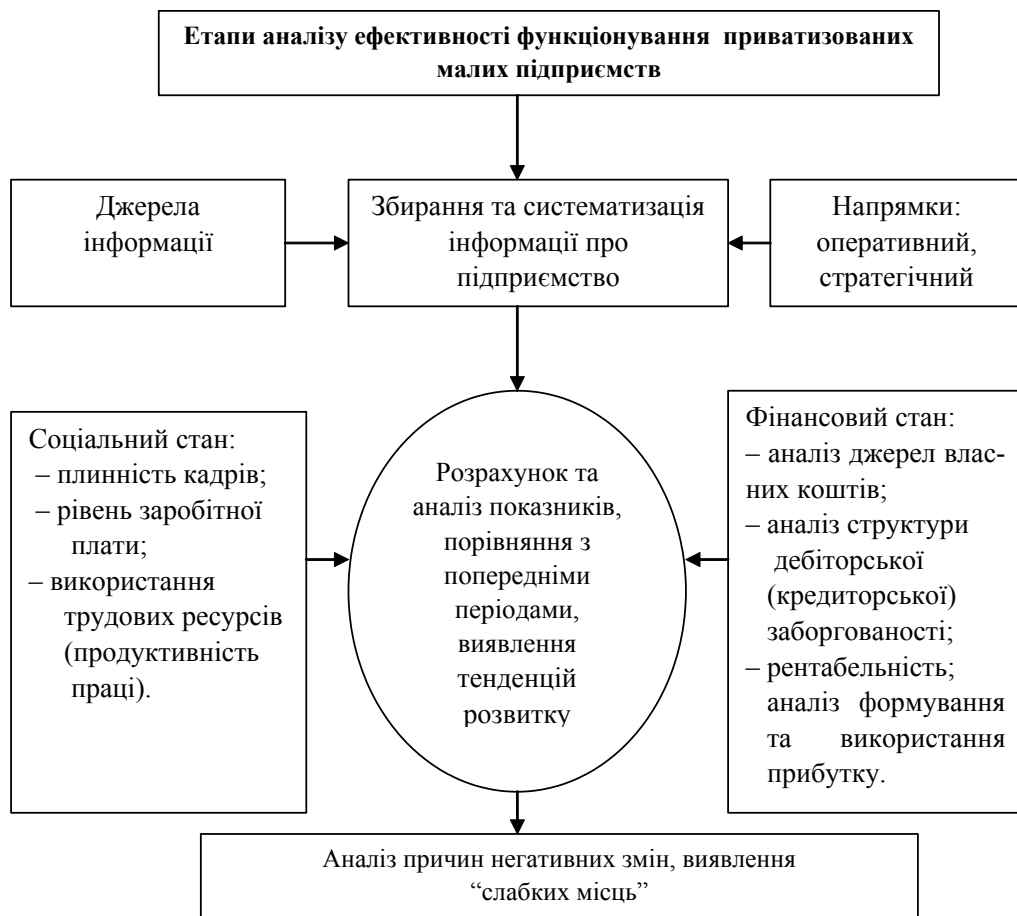 Етапи аналізу ефективності функціонування приватизованих
малих підприємств
Джерела
інформації
Збирання та систематизація
інформації про
підприємство
Напрямки:
оперативний,
стратегічний
Соціальний стан:
– плинність кадрів;
– рівень заробітної
плати;
– використання
трудових ресурсів
(продуктивність
праці).
Розрахунок та
аналіз показників,
порівняння з
попередніми
періодами,
виявлення
тенденцій
розвитку
Фінансовий стан:
– аналіз джерел влас-
них коштів;
– аналіз структури
дебіторської
(кредиторської)
заборгованості;
– рентабельність;
аналіз формування
та використання
прибутку.
Аналіз причин негативних змін, виявлення
“слабких місць”